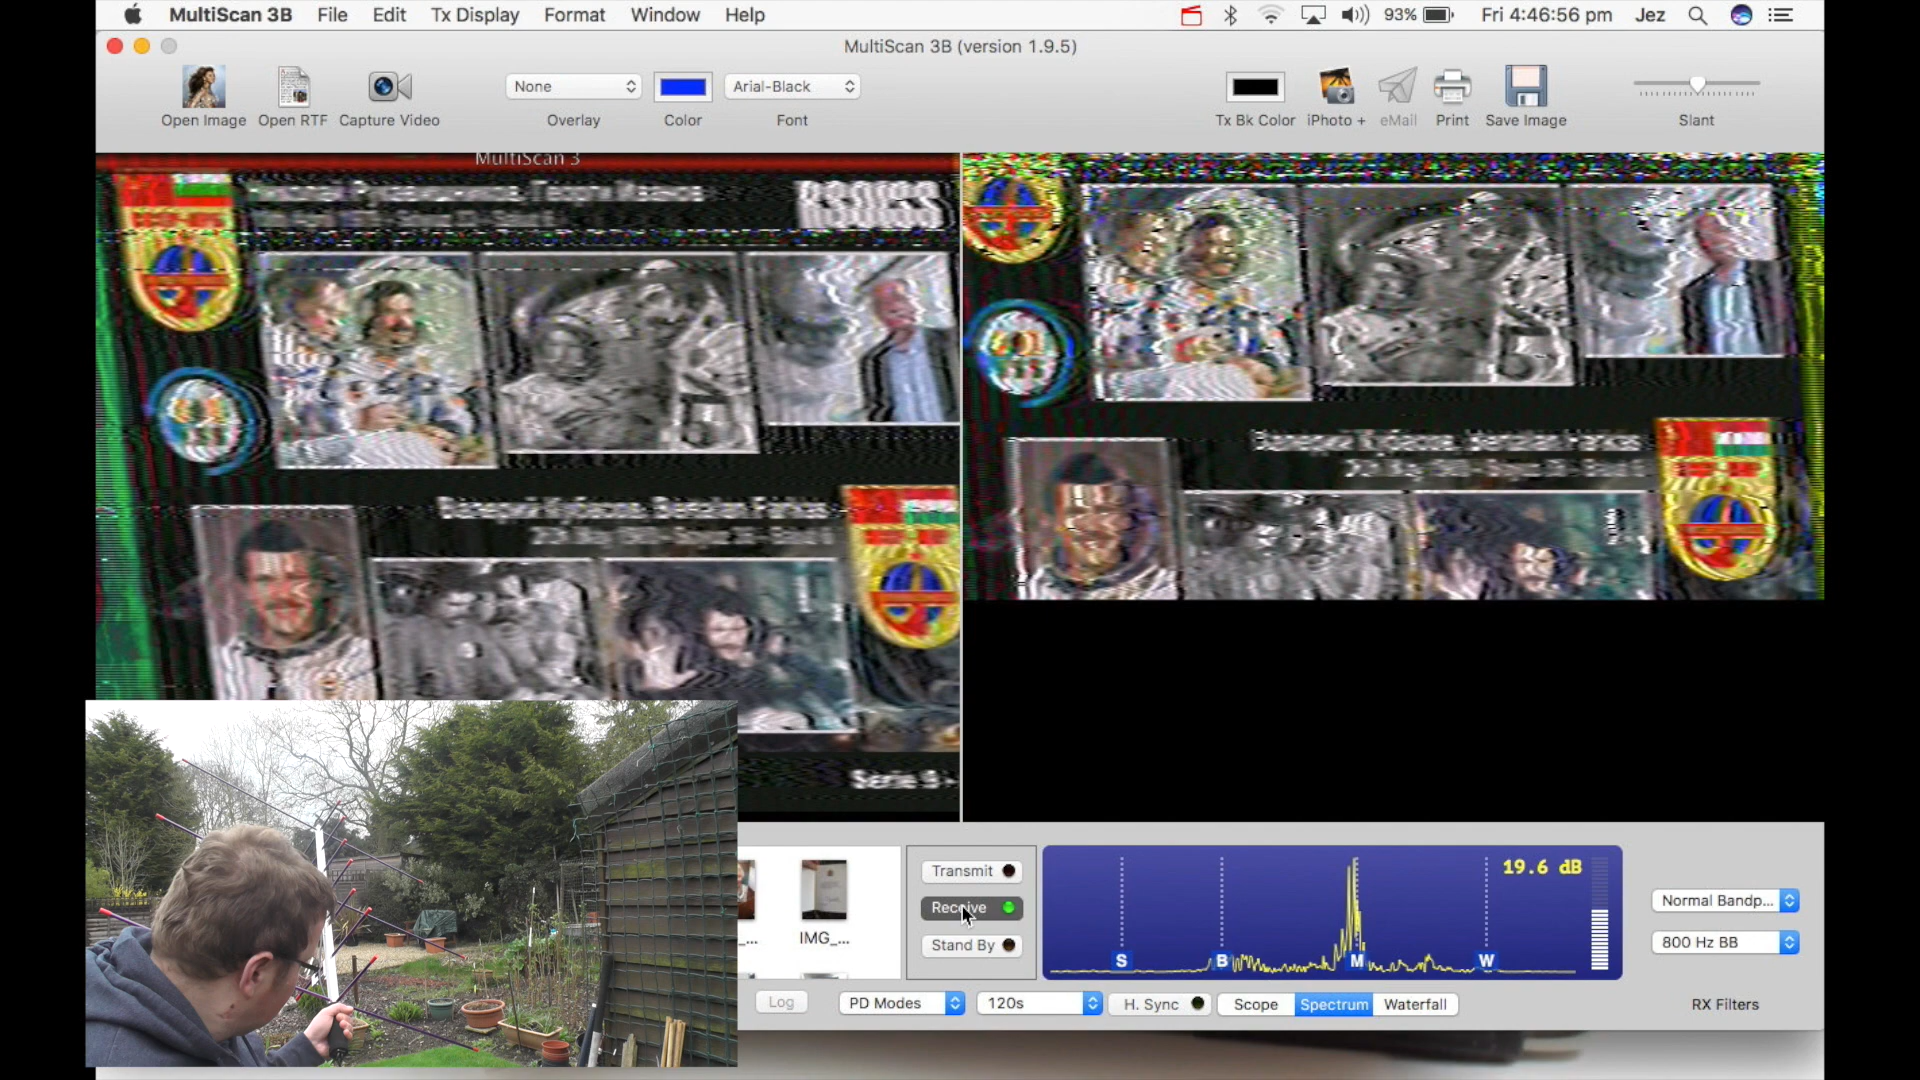 MultiScan 3B File Edit Tx Display Format Window Help 93% Fri 4:46:56 pm Jez
MultiScan 3B (version 1.9.5)
None Arial-Black
Open Image Open RTF Capture Video Overlay Color Font Tx Bk Color iPhoto + eMail Print Save Image Slant
MultiScan 3
Serie 9
Transmit
Receive
Stand By
IMG_...
19.6 dB
S B M W
Normal Bandp...
800 Hz BB
Log PD Modes 120s H. Sync Scope Spectrum Waterfall RX Filters